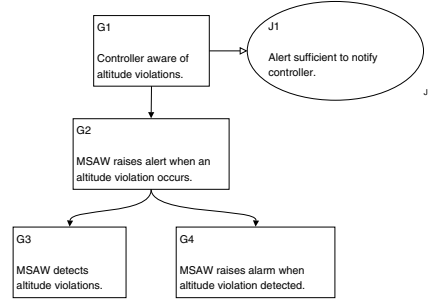 G1
Controller aware of
altitude violations.
J1
Alert sufficient to notify
controller.
J
G2
MSAW raises alert when an
altitude violation occurs.
G3
MSAW detects
altitude violations.
G4
MSAW raises alarm when
altitude violation detected.